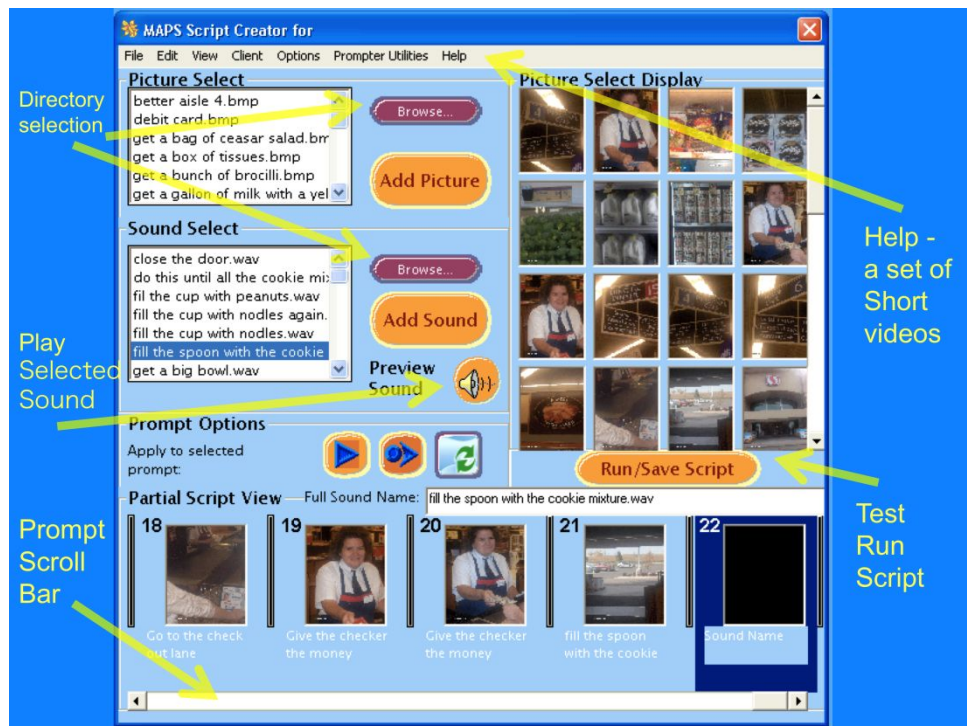 MAPS Script Creator for
File Edit View Client Options Prompter Utilities Help
Picture Select
better aisle 4.bmp
debit card.bmp
get a bag of ceasar salad.bm
get a box of tissues.bmp
get a bunch of brocilli.bmp
get a gallon of milk with a yel
Browse...
Add Picture
Picture Select Display
Directory
selection
Sound Select
close the door.wav
do this until all the cookie mix
fill the cup with peanuts.wav
fill the cup with nodles again.
fill the cup with nodles.wav
fill the spoon with the cookie
get a big bowl.wav
Browse...
Add Sound
Preview
Sound
Play
Selected
Sound
Help -
a set of
Short
videos
Prompt Options
Apply to selected
prompt:
Run/Save Script
Partial Script View
Full Sound Name: fill the spoon with the cookie mixture.wav
18 19 20 21 22
Go to the check
out lane
Give the checker
the money
Give the checker
the money
fill the spoon
with the cookie
Sound Name
Prompt
Scroll
Bar
Test
Run
Script